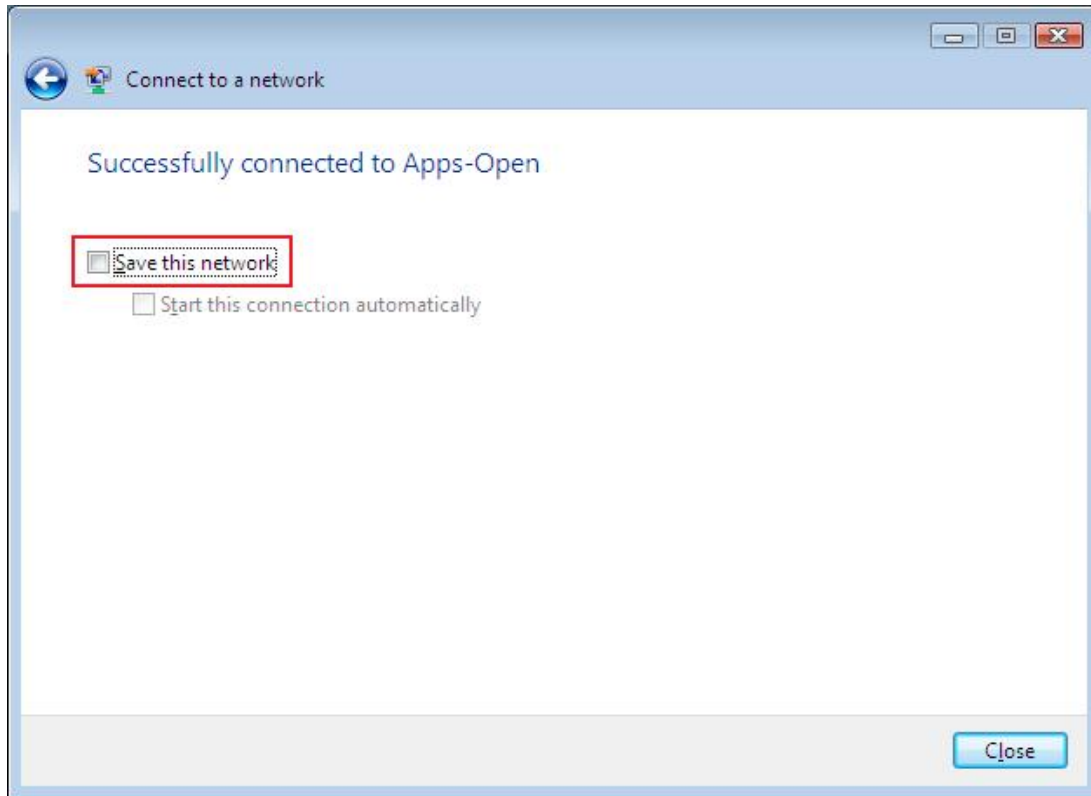 Connect to a network
Successfully connected to Apps-Open
Save this network
Start this connection automatically
Close